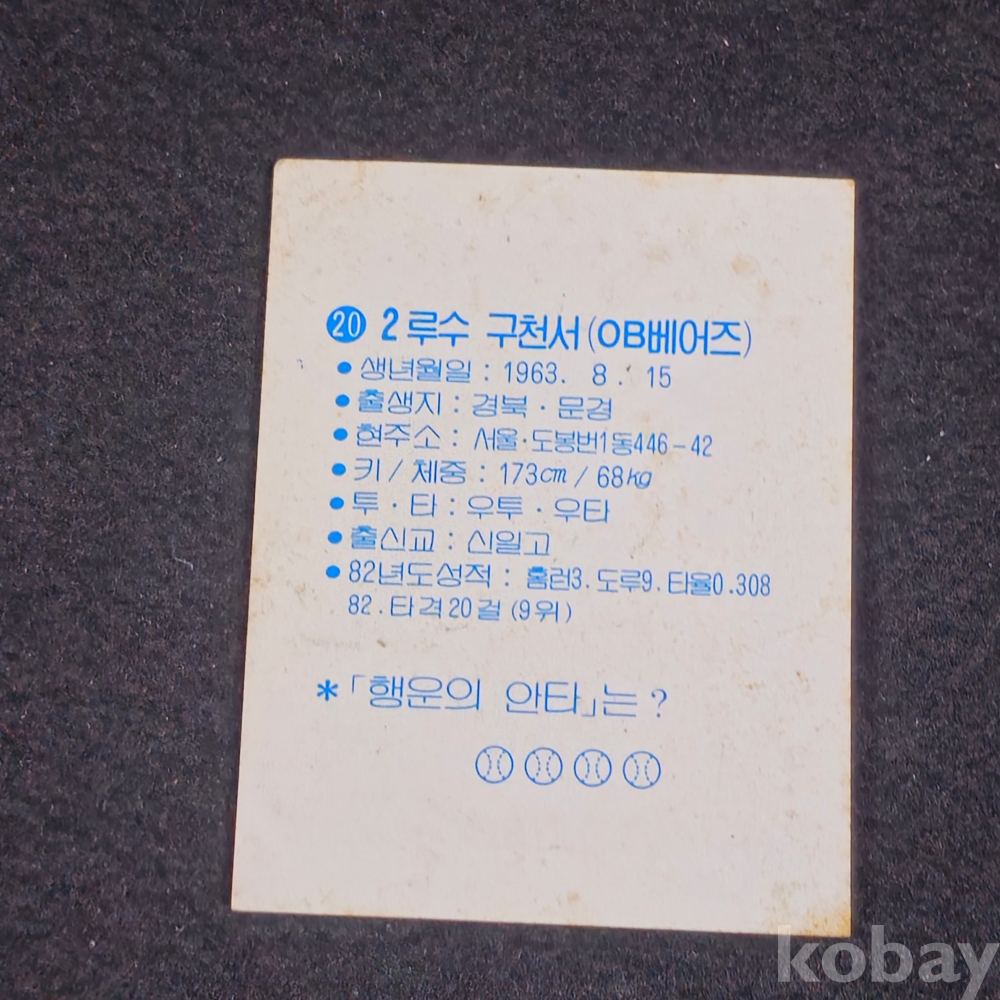 20 2루수 구천서(OB베어즈)
● 생년월일 : 1963. 8. 15
● 출생지 : 경북 · 문경
● 현주소 : 서울 · 도봉번1동446-42
● 키 / 체중 : 173cm / 68kg
● 투 · 타 : 우투 · 우타
● 출신교 : 신일고
● 82년도성적 : 홈런3. 도루9. 타율0.308
82. 타격20걸 (9위)
*「행운의 안타」는 ?
kobay